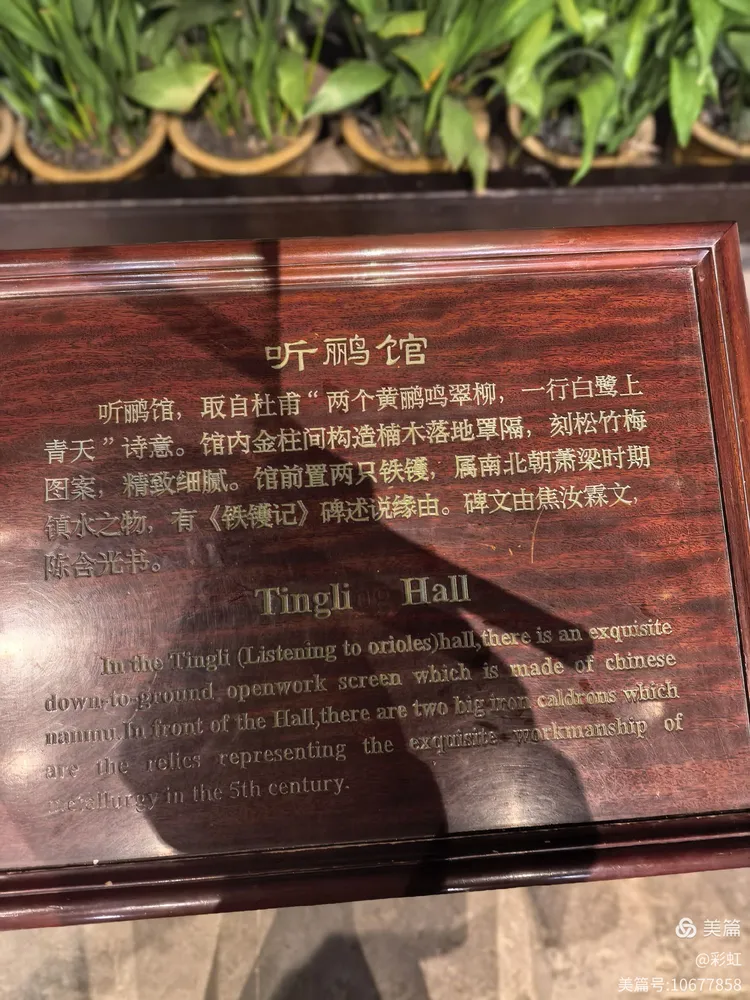 听鹂馆
听鹂馆，取自杜甫“两个黄鹂鸣翠柳，一行白鹭上
青天”诗意。馆内金柱间构造楠木落地罩隔，刻松竹梅
图案，精致细腻。馆前置两只铁镬，属南北朝萧梁时期
镇水之物，有《铁镬记》碑述说缘由。碑文由焦汝霖文，
陈含光书。
Tingli Hall
In the Tingli (Listening to orioles)hall,there is an exquisite
down-to-ground openwork screen which is made of chinese
nanmu.In front of the Hall,there are two big iron caldrons which
are the relics representing the exquisite workmanship of
metallurgy in the 5th century.
美篇
@彩虹
美篇号:10677858